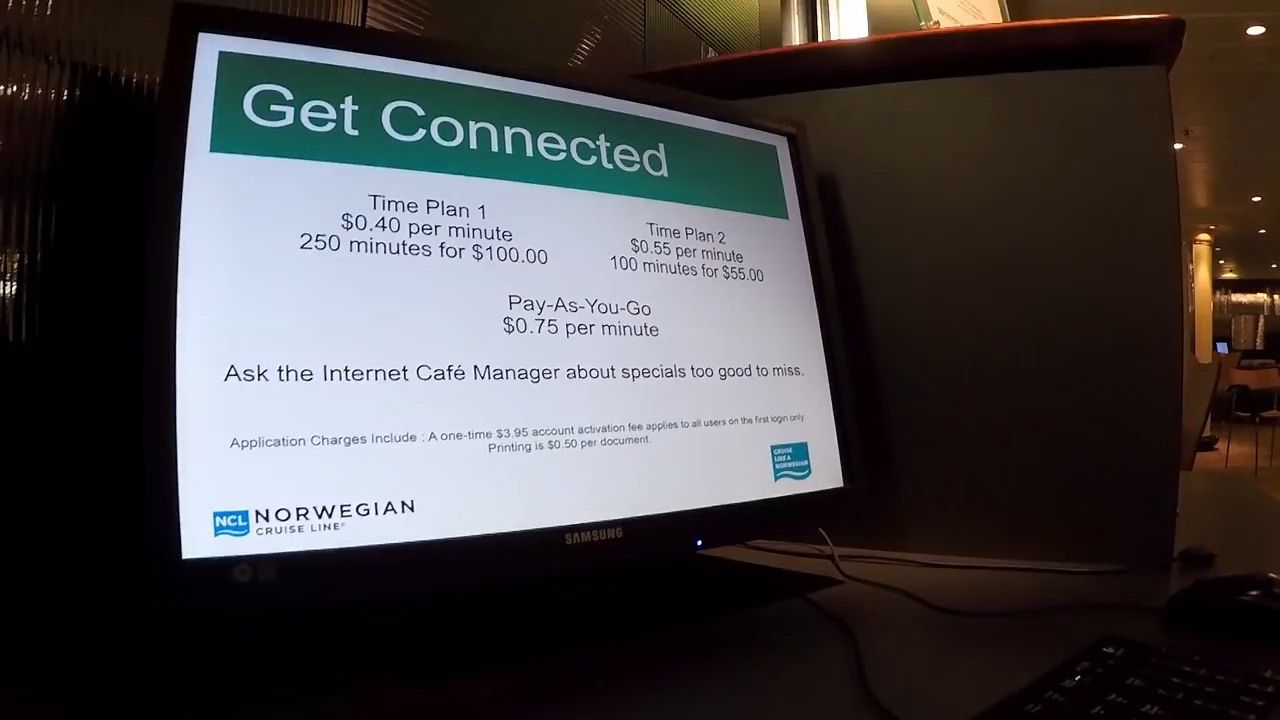 Get Connected
Time Plan 1
$0.40 per minute
250 minutes for $100.00
Time Plan 2
$0.55 per minute
100 minutes for $55.00
Pay-As-You-Go
$0.75 per minute
Ask the Internet Café Manager about specials too good to miss.
Application Charges Include : A one-time $3.95 account activation fee applies to all users on the first login only.
Printing is $0.50 per document.
CRUISE
LIKE A
NORWEGIAN
NCL
NORWEGIAN
CRUISE LINE®
SAMSUNG